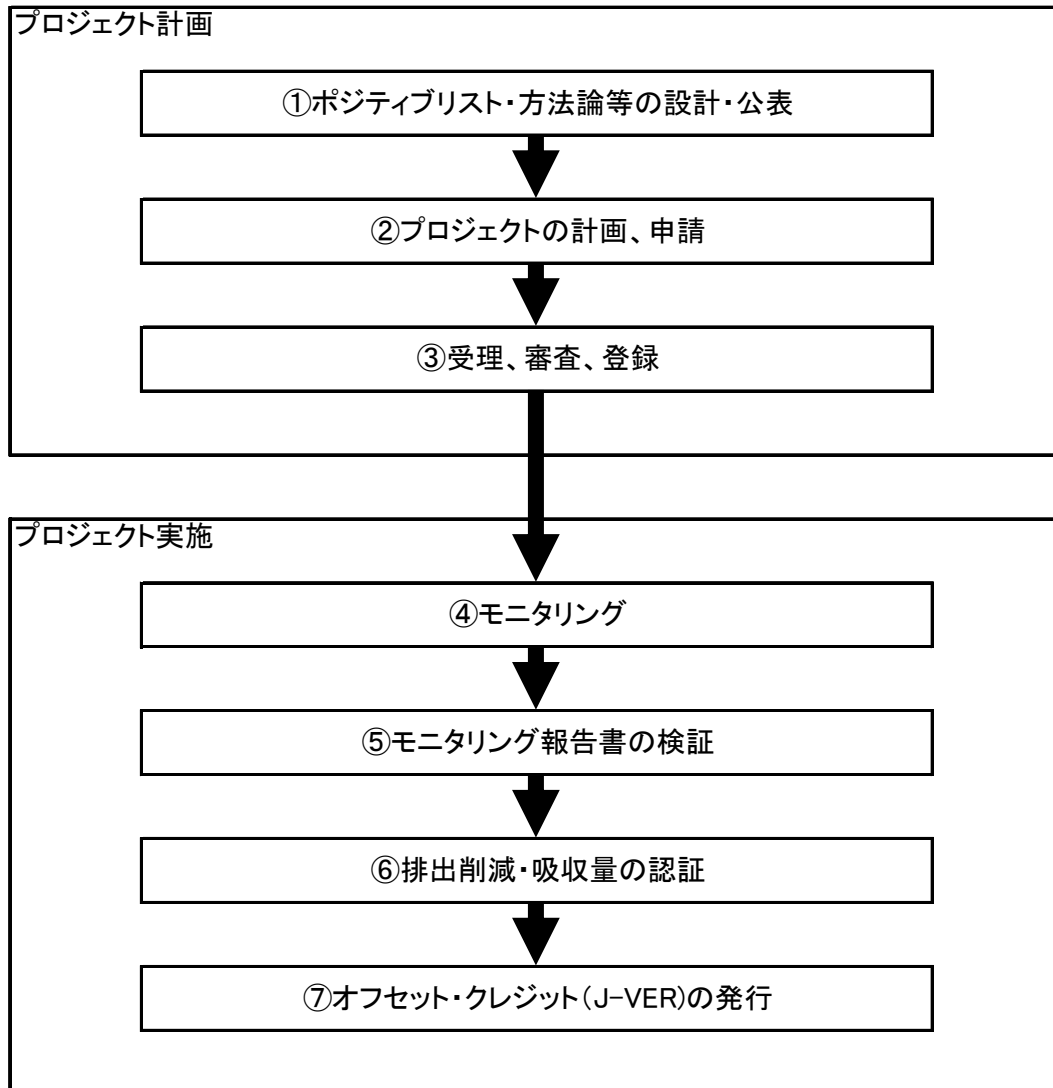 プロジェクト計画
①ポジティブリスト・方法論等の設計・公表
②プロジェクトの計画、申請
③受理、審査、登録
プロジェクト実施
④モニタリング
⑤モニタリング報告書の検証
⑥排出削減・吸収量の認証
⑦オフセット・クレジット(J-VER)の発行